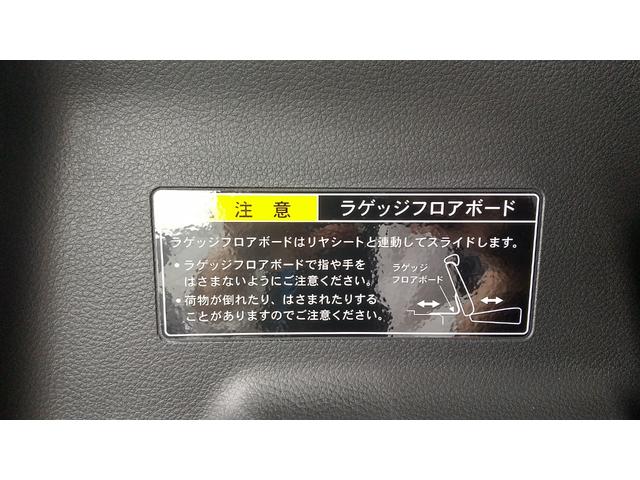 注意 ラゲッジフロアボード
ラゲッジフロアボードはリヤシートと連動してスライドします。
・ラゲッジフロアボードで指や手を
はさまないようにご注意ください。
・荷物が倒れたり、はさまれたりする
ことがありますのでご注意ください。
ラゲッジ
フロアボード